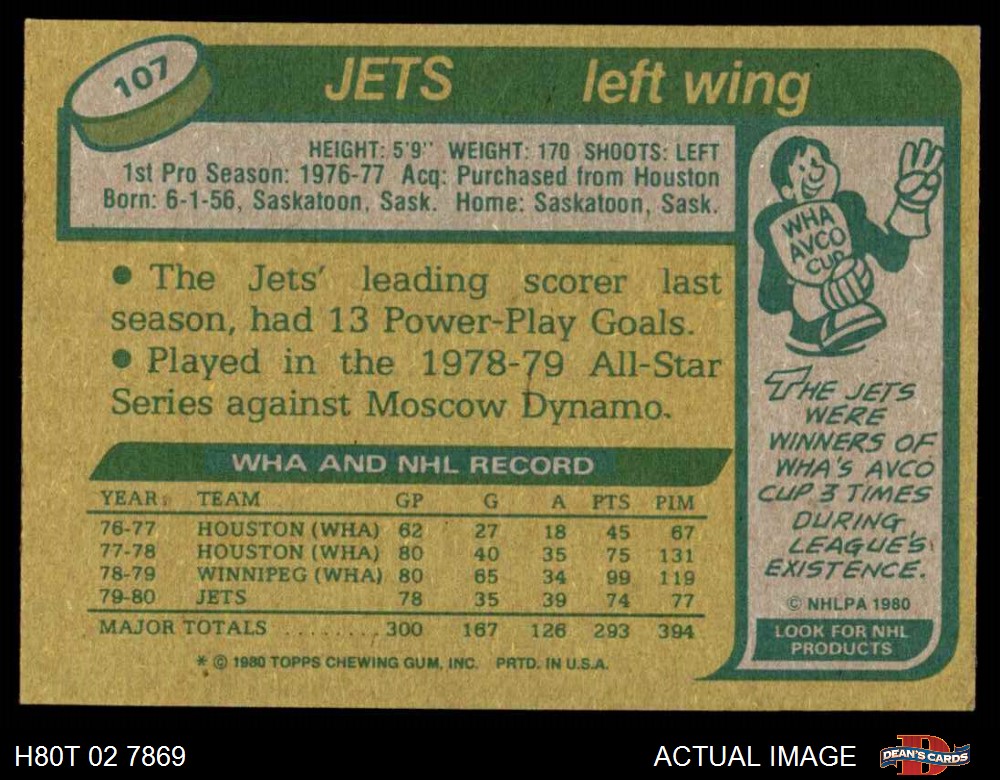 107
JETS left wing
HEIGHT: 5'9" WEIGHT: 170 SHOOTS: LEFT
1st Pro Season: 1976-77 Acq: Purchased from Houston
Born: 6-1-56, Saskatoon, Sask. Home: Saskatoon, Sask.
• The Jets' leading scorer last
season, had 13 Power-Play Goals.
• Played in the 1978-79 All-Star
Series against Moscow Dynamo.
WHA AND NHL RECORD
YEAR TEAM GP G A PTS PIM
76-77 HOUSTON (WHA) 62 27 18 45 67
77-78 HOUSTON (WHA) 80 40 35 75 131
78-79 WINNIPEG (WHA) 80 65 34 99 119
79-80 JETS 78 35 39 74 77
MAJOR TOTALS ........ 300 167 126 293 394
* © 1980 TOPPS CHEWING GUM, INC. PRTD. IN U.S.A.
WHA
AVCO
CUP
THE JETS
WERE
WINNERS OF
WHA'S AVCO
CUP 3 TIMES
DURING
LEAGUE'S
EXISTENCE.
© NHLPA 1980
LOOK FOR NHL
PRODUCTS
H80T 02 7869
ACTUAL IMAGE
D
DEAN'S CARDS